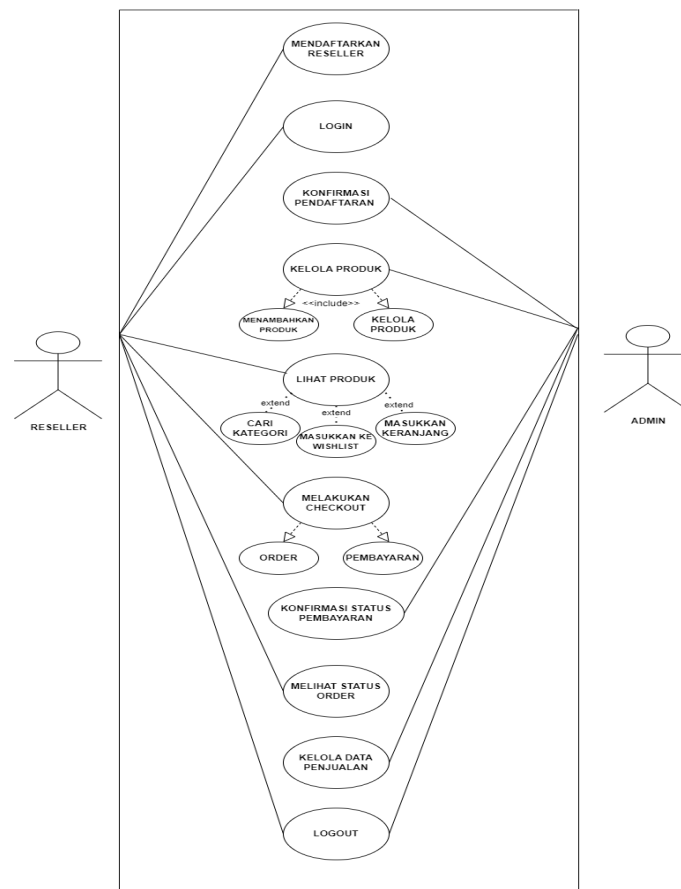 MENDAFTARKAN
RESELLER
LOGIN
KONFIRMASI
PENDAFTARAN
KELOLA PRODUK
<<include>>
MENAMBAHKAN
PRODUK
KELOLA
PRODUK
LIHAT PRODUK
extend
extend
extend
CARI
KATEGORI
MASUKKAN KE
WISHLIST
MASUKKAN
KERANJANG
RESELLER
ADMIN
MELAKUKAN
CHECKOUT
ORDER
PEMBAYARAN
KONFIRMASI STATUS
PEMBAYARAN
MELIHAT STATUS
ORDER
KELOLA DATA
PENJUALAN
LOGOUT